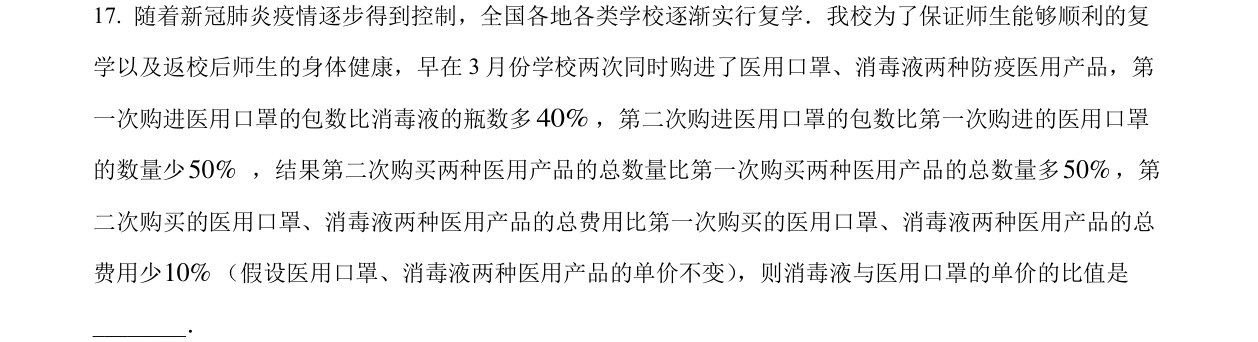 17. 随着新冠肺炎疫情逐步得到控制，全国各地各类学校逐渐实行复学．我校为了保证师生能够顺利的复
学以及返校后师生的身体健康，早在 3 月份学校两次同时购进了医用口罩、消毒液两种防疫医用产品，第
一次购进医用口罩的包数比消毒液的瓶数多 40% ，第二次购进医用口罩的包数比第一次购进的医用口罩
的数量少50% ，结果第二次购买两种医用产品的总数量比第一次购买两种医用产品的总数量多50%，第
二次购买的医用口罩、消毒液两种医用产品的总费用比第一次购买的医用口罩、消毒液两种医用产品的总
费用少10% （假设医用口罩、消毒液两种医用产品的单价不变），则消毒液与医用口罩的单价的比值是
________．